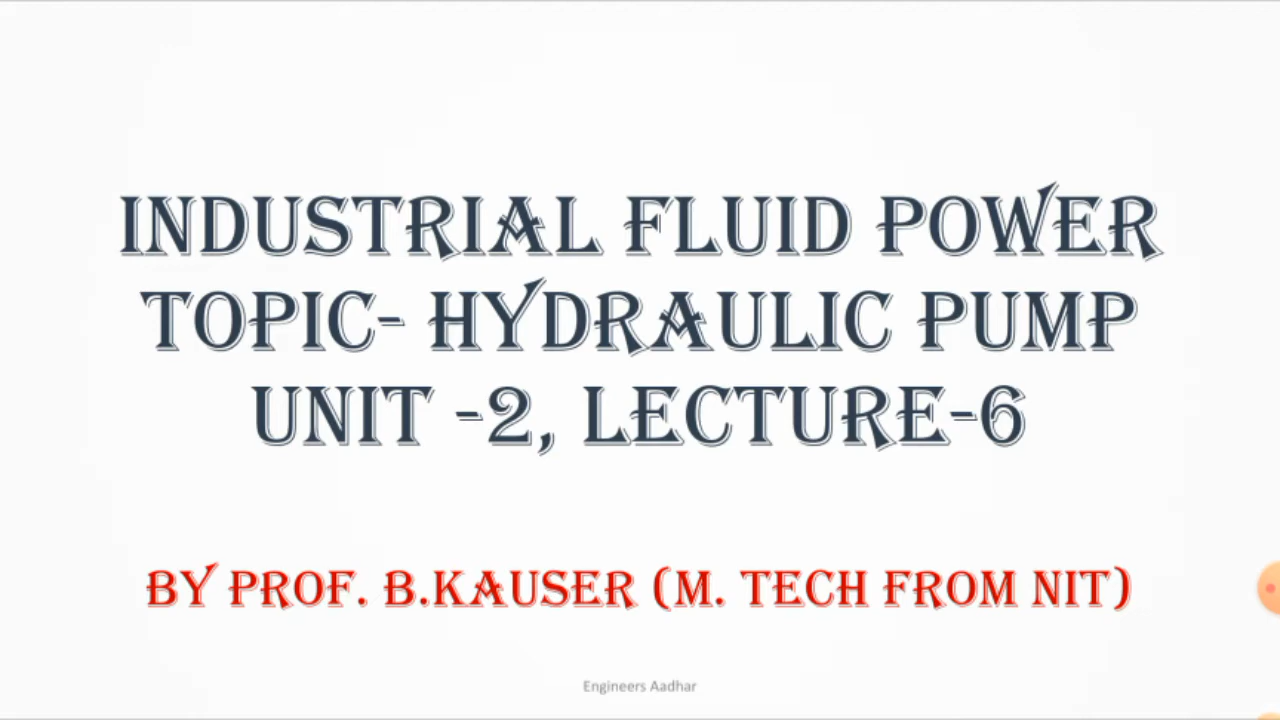 INDUSTRIAL FLUID POWER
TOPIC- HYDRAULIC PUMP
UNIT -2, LECTURE-6
BY PROF. B.KAUSER (M. TECH FROM NIT)
Engineers Aadhar